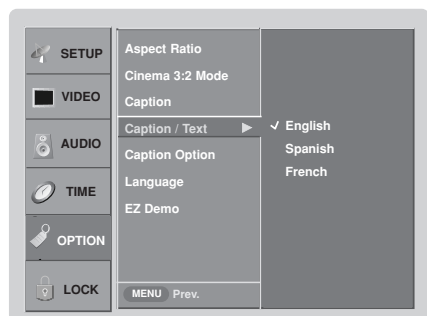 SETUP
VIDEO
AUDIO
TIME
OPTION
LOCK
Aspect Ratio
Cinema 3:2 Mode
Caption
Caption / Text ►
Caption Option
Language
EZ Demo
MENU Prev.
✓ English
Spanish
French